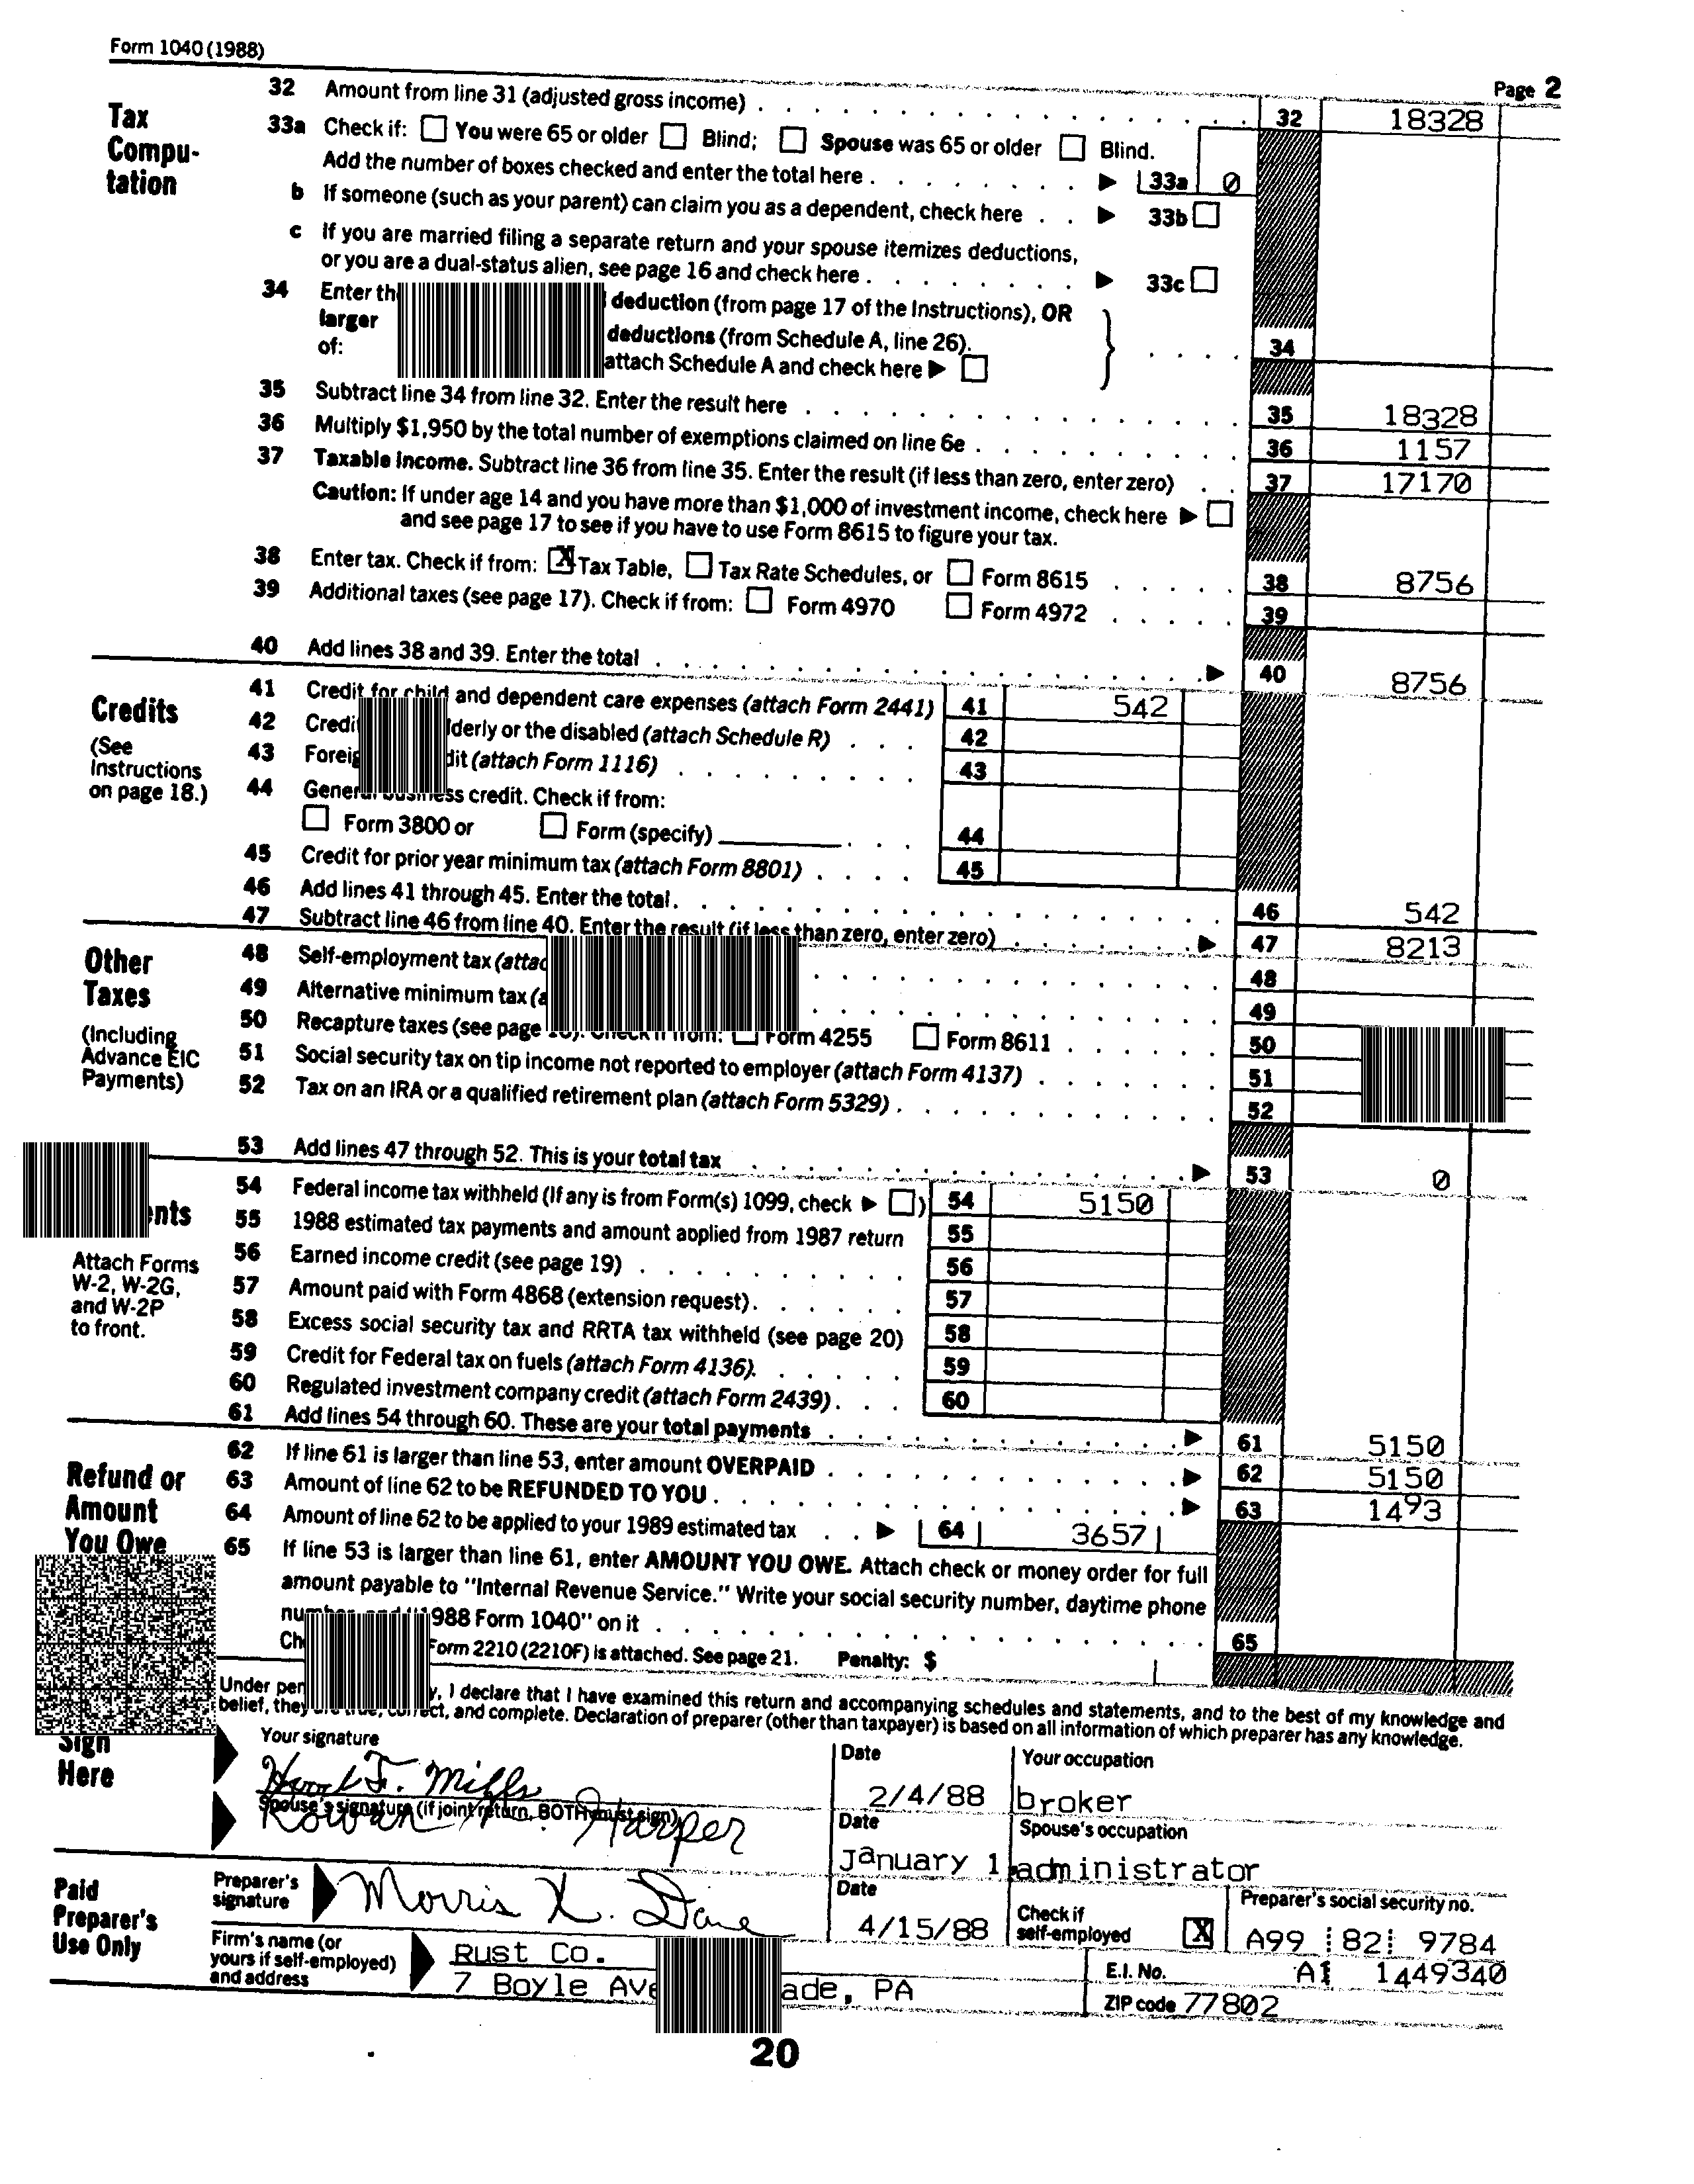 Form 1040 (1988)
Page 2
Tax Compu-
tation
32 Amount from line 31 (adjusted gross income) . . . 32 18328
33a Check if: You were 65 or older Blind; Spouse was 65 or older Blind.
Add the number of boxes checked and enter the total here . . . 33a 0
b If someone (such as your parent) can claim you as a dependent, check here . . 33b
c If you are married filing a separate return and your spouse itemizes deductions,
or you are a dual-status alien, see page 16 and check here . . . 33c
34 Enter deduction (from page 17 of the Instructions), OR
larger deductions (from Schedule A, line 26).
of: attach Schedule A and check here 34
35 Subtract line 34 from line 32. Enter the result here . . . 35 18328
36 Multiply $1,950 by the total number of exemptions claimed on line 6e . . . 36 1157
37 Taxable income. Subtract line 36 from line 35. Enter the result (if less than zero, enter zero) . . 37 17170
Caution: If under age 14 and you have more than $1,000 of investment income, check here
and see page 17 to see if you have to use Form 8615 to figure your tax.
38 Enter tax. Check if from: X Tax Table, Tax Rate Schedules, or Form 8615 . . . 38 8756
39 Additional taxes (see page 17). Check if from: Form 4970 Form 4972 . . . 39
40 Add lines 38 and 39. Enter the total . . . 40 8756
Credits
(See
Instructions
on page 18.)
41 Credit for child and dependent care expenses (attach Form 2441) 41 542
42 or the disabled (attach Schedule R) . . . 42
43 (attach Form 1116) . . . 43
44 General business credit. Check if from:
Form 3800 or Form (specify) 44
45 Credit for prior year minimum tax (attach Form 8801) . . . 45
46 Add lines 41 through 45. Enter the total . . . 46 542
47 Subtract line 46 from line 40. Enter the result (if less than zero, enter zero) . . . 47 8213
Other
Taxes
(Including
Advance EIC
Payments)
48 Self-employment tax 48
49 Alternative minimum tax 49
50 Recapture taxes (see page Check if from: Form 4255 Form 8611 . . . 50
51 Social security tax on tip income not reported to employer (attach Form 4137) . . . 51
52 Tax on an IRA or a qualified retirement plan (attach Form 5329) . . . 52
53 Add lines 47 through 52. This is your total tax . . . 53 0
Attach Forms
W-2, W-2G,
and W-2P
to front.
54 Federal income tax withheld (If any is from Form(s) 1099, check ) 54 5150
55 1988 estimated tax payments and amount applied from 1987 return 55
56 Earned income credit (see page 19) . . . 56
57 Amount paid with Form 4868 (extension request) . . . 57
58 Excess social security tax and RRTA tax withheld (see page 20) 58
59 Credit for Federal tax on fuels (attach Form 4136) . . . 59
60 Regulated investment company credit (attach Form 2439) . . . 60
61 Add lines 54 through 60. These are your total payments . . . 61 5150
Refund or
Amount
You Owe
62 If line 61 is larger than line 53, enter amount OVERPAID . . . 62 5150
63 Amount of line 62 to be REFUNDED TO YOU . . . 63 1493
64 Amount of line 62 to be applied to your 1989 estimated tax . . 64 3657
65 If line 53 is larger than line 61, enter AMOUNT YOU OWE. Attach check or money order for full
amount payable to "Internal Revenue Service." Write your social security number, daytime phone
number, and "1988 Form 1040" on it . . . 65
Form 2210 (2210F) is attached. See page 21. Penalty: $
Under I declare that I have examined this return and accompanying schedules and statements, and to the best of my knowledge and
belief, they are true, correct, and complete. Declaration of preparer (other than taxpayer) is based on all information of which preparer has any knowledge.
Sign
Here
Your signature Date Your occupation
F. Mills 2/4/88 broker
Spouse's signature (if joint return, BOTH must sign) Date Spouse's occupation
Rowan Harper January 1 administrator
Paid
Preparer's
Use Only
Preparer's
signature Morris K. Dane Date 4/15/88 Check if
self-employed X Preparer's social security no.
A99 82 9784
Firm's name (or
yours if self-employed)
and address
Rust Co. E.I. No. A1 1449340
7 Boyle PA ZIP code 77802
20